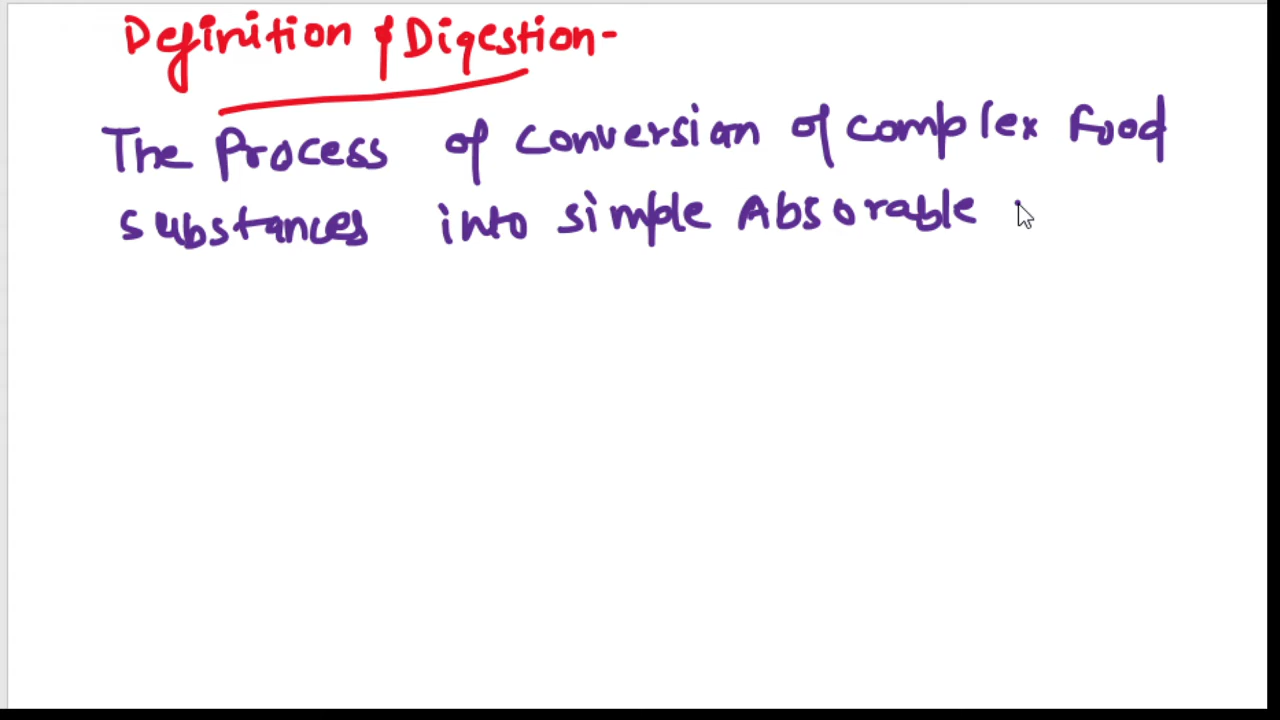 Definition of Digestion-
The Process of conversion of complex Food
substances into simple Absorable